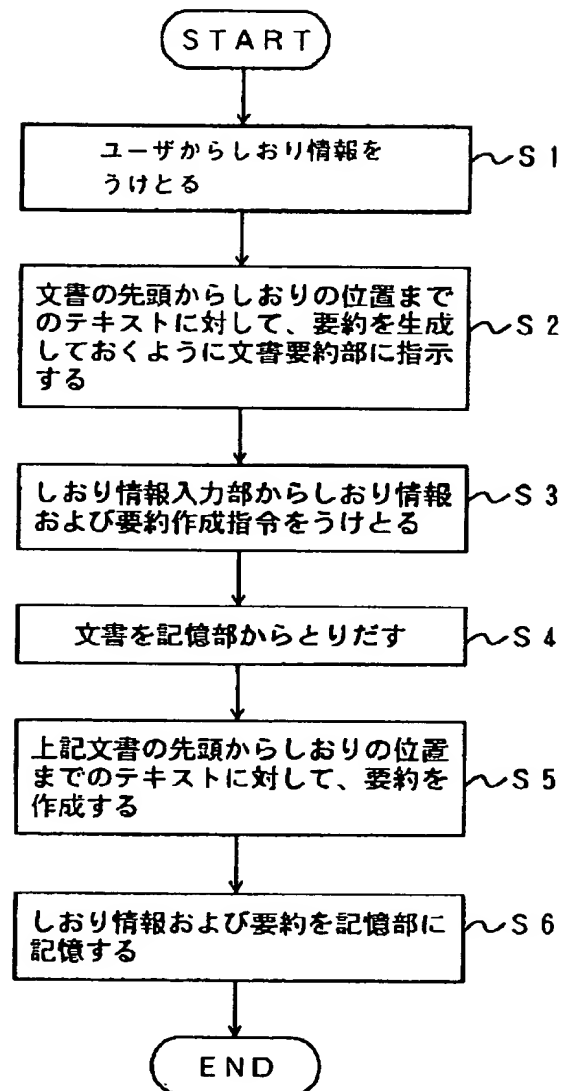 START
ユーザからしおり情報を
うけとる
S1
文書の先頭からしおりの位置まで
のテキストに対して、要約を生成
しておくように文書要約部に指示
する
S2
しおり情報入力部からしおり情報
および要約作成指令をうけとる
S3
文書を記憶部からとりだす
S4
上記文書の先頭からしおりの位置
までのテキストに対して、要約を
作成する
S5
しおり情報および要約を記憶部に
記憶する
S6
END